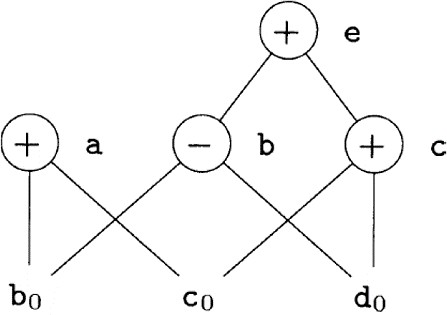 + e
+ a − b + c
b₀ c₀ d₀